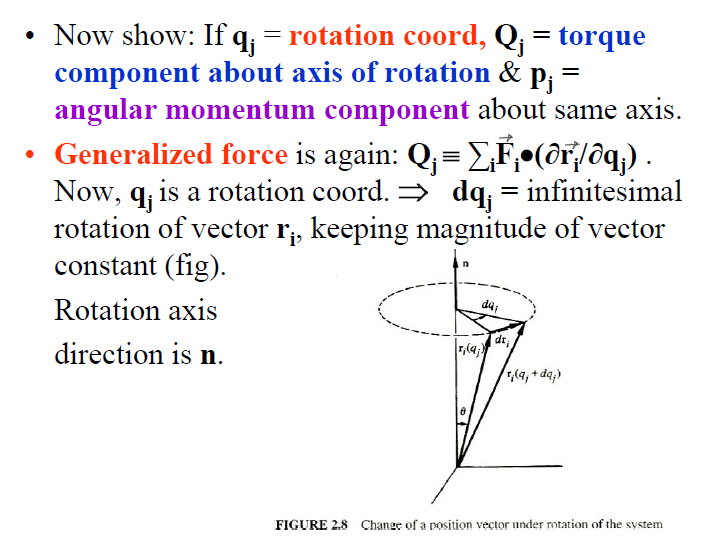 • Now show: If qⱼ = rotation coord, Qⱼ = torque
component about axis of rotation & pⱼ =
angular momentum component about same axis.
• Generalized force is again: Qⱼ ≡ ∑ᵢF⃗ᵢ•(∂r⃗ᵢ/∂qⱼ) .
Now, qⱼ is a rotation coord. ⇒ dqⱼ = infinitesimal
rotation of vector rᵢ, keeping magnitude of vector
constant (fig).
Rotation axis
direction is n.
n
dqⱼ
drᵢ
rᵢ(qⱼ)
rᵢ(qⱼ + dqⱼ)
θ
FIGURE 2.8 Change of a position vector under rotation of the system